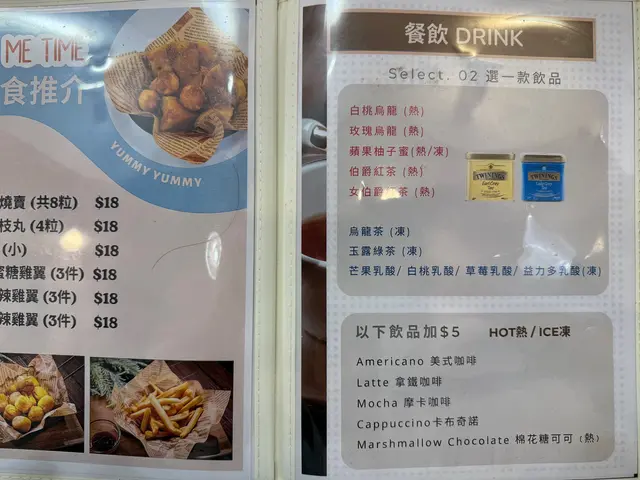 ME TIME
食推介
YUMMY YUMMY
燒賣 (共8粒) $18
枝丸 (4粒) $18
(小) $18
蜜糖雞翼 (3件) $18
辣雞翼 (3件) $18
辣雞翼 (3件) $18
餐飲 DRINK
Select. 02 選一款飲品
白桃烏龍 (熱)
玫瑰烏龍 (熱)
蘋果柚子蜜(熱/凍)
伯爵紅茶 (熱)
女伯爵紅茶 (熱)
TWININGS
TWININGS
烏龍茶 (凍)
玉露綠茶 (凍)
芒果乳酸/ 白桃乳酸/ 草莓乳酸/ 益力多乳酸(凍)
以下飲品加$5 HOT熱 / ICE凍
Americano 美式咖啡
Latte 拿鐵咖啡
Mocha 摩卡咖啡
Cappuccino卡布奇諾
Marshmallow Chocolate 棉花糖可可 (熱)